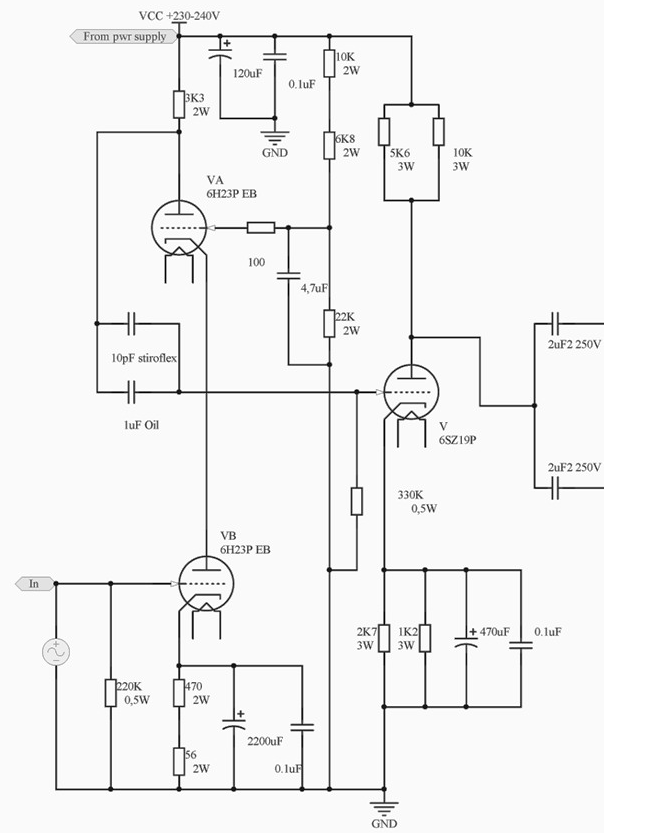 VCC +230-240V
From pwr supply
+
120uF
0.1uF
10K
2W
3K3
2W
GND
6K8
2W
5K6
3W
10K
3W
VA
6H23P EB
100
4,7uF
22K
2W
10pF stiroflex
1uF Oil
2uF2 250V
V
6SZ19P
2uF2 250V
330K
0,5W
VB
6H23P EB
In
2K7
3W
1K2
3W
+ 470uF
0.1uF
220K
0,5W
470
2W
+
2200uF
56
2W
0.1uF
GND